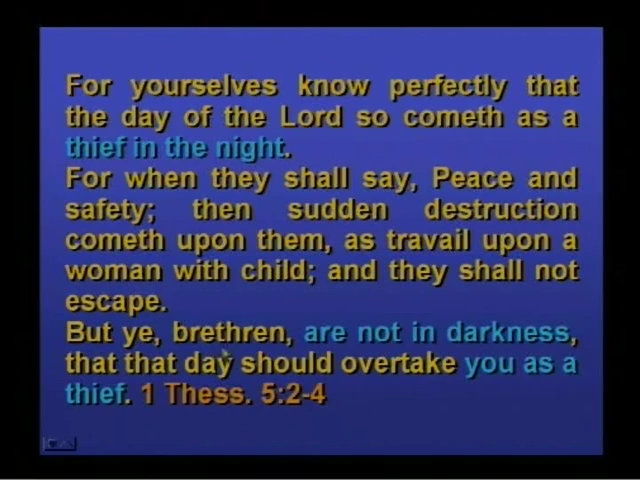 For yourselves know perfectly that
the day of the Lord so cometh as a
thief in the night.
For when they shall say, Peace and
safety; then sudden destruction
cometh upon them, as travail upon a
woman with child; and they shall not
escape.
But ye, brethren, are not in darkness,
that that day should overtake you as a
thief. 1 Thess. 5:2-4